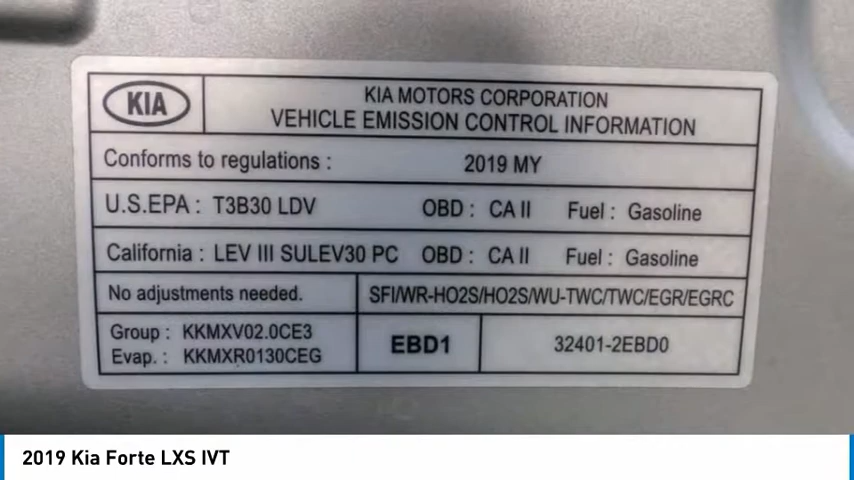 KIA
KIA MOTORS CORPORATION
VEHICLE EMISSION CONTROL INFORMATION
Conforms to regulations : 2019 MY
U.S.EPA : T3B30 LDV OBD : CA II Fuel : Gasoline
California : LEV III SULEV30 PC OBD : CA II Fuel : Gasoline
No adjustments needed. SFI/WR-HO2S/HO2S/WU-TWC/TWC/EGR/EGRC
Group : KKMXV02.0CE3
Evap. : KKMXR0130CEG
EBD1
32401-2EBD0
2019 Kia Forte LXS IVT